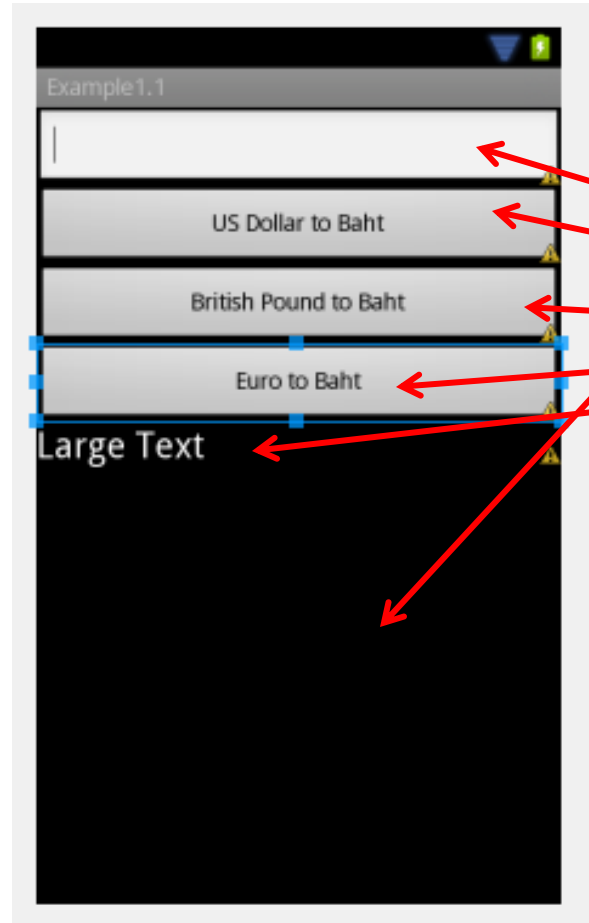 Example1.1
US Dollar to Baht
British Pound to Baht
Euro to Baht
Large Text